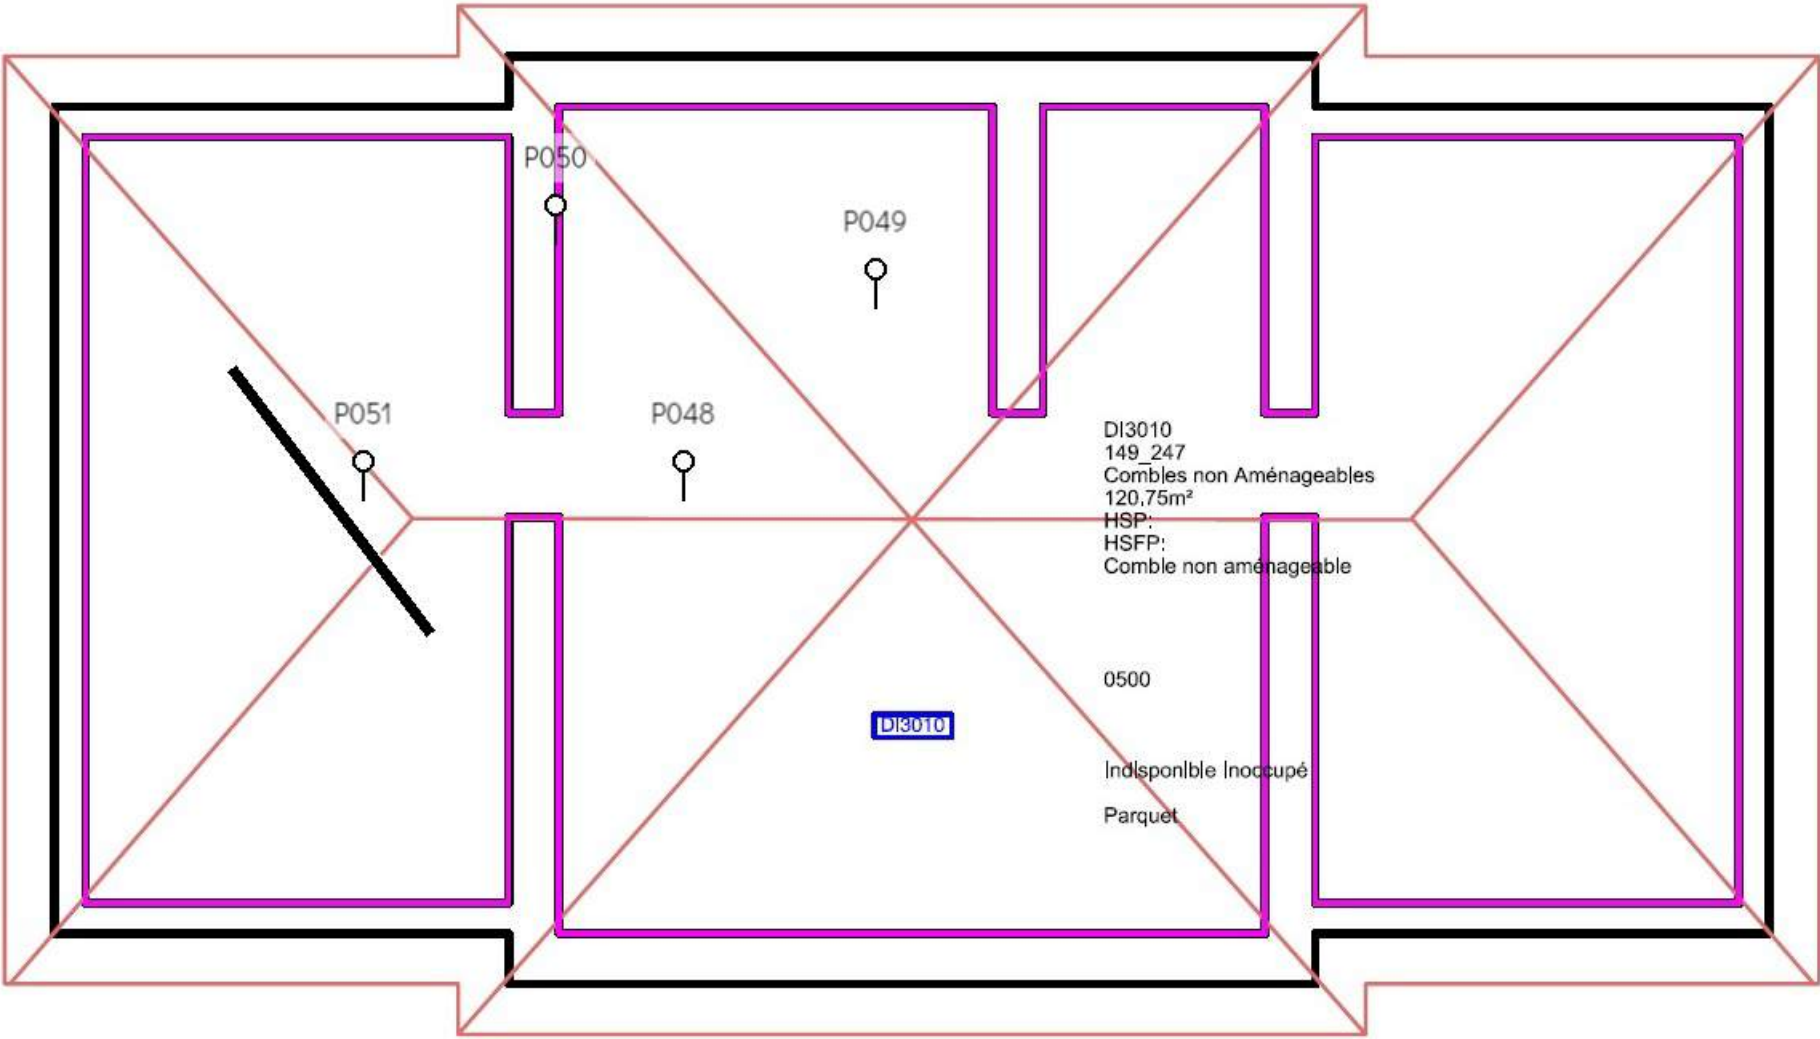 P050
P049
P051
P048
DI3010
149_247
Combles non Aménageables
120,75m²
HSP:
HSFP:
Comble non aménageable
0500
DI3010
Indisponible Inoccupé
Parquet